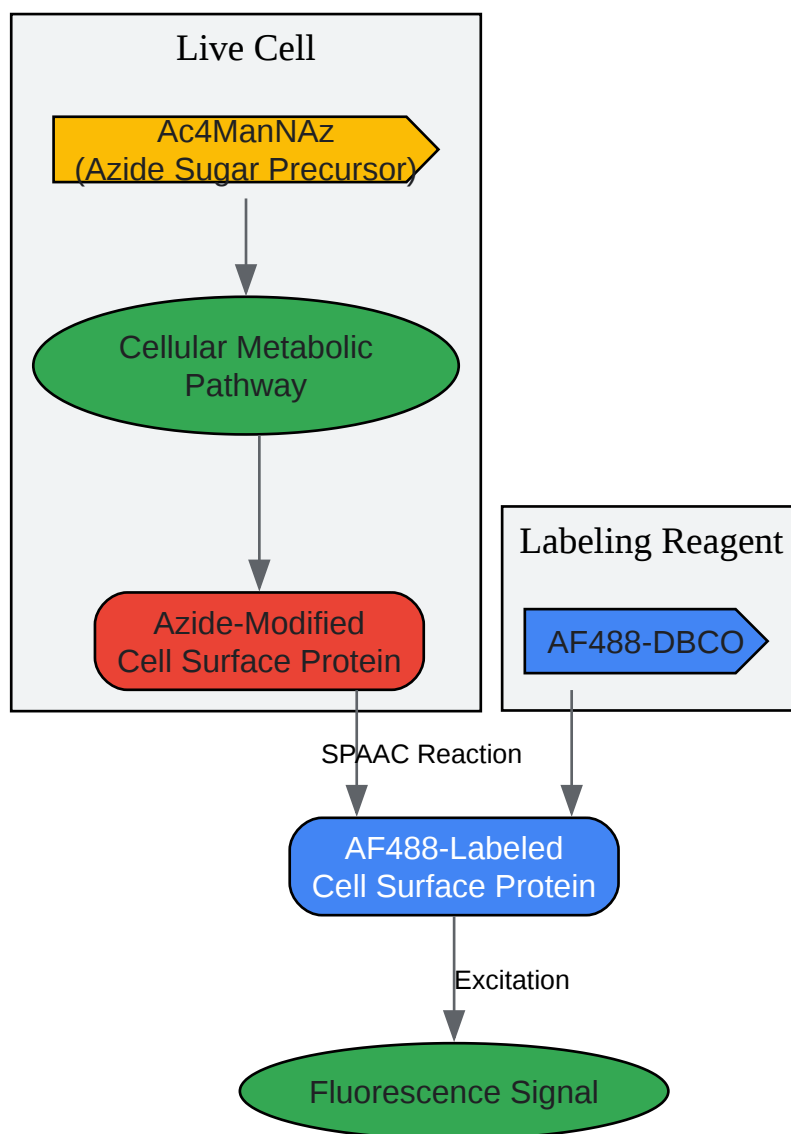 Live Cell
Ac4ManNAz
(Azide Sugar Precursor)
Cellular Metabolic
Pathway
Azide-Modified
Cell Surface Protein
Labeling Reagent
AF488-DBCO
SPAAC Reaction
AF488-Labeled
Cell Surface Protein
Excitation
Fluorescence Signal